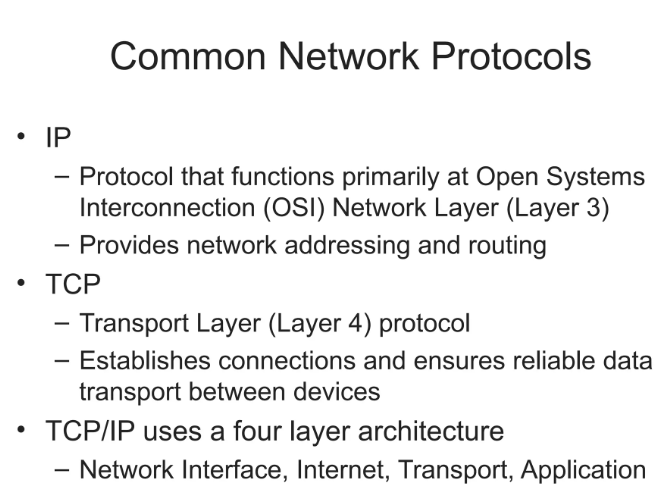 Common Network Protocols
• IP
– Protocol that functions primarily at Open Systems
Interconnection (OSI) Network Layer (Layer 3)
– Provides network addressing and routing
• TCP
– Transport Layer (Layer 4) protocol
– Establishes connections and ensures reliable data
transport between devices
• TCP/IP uses a four layer architecture
– Network Interface, Internet, Transport, Application